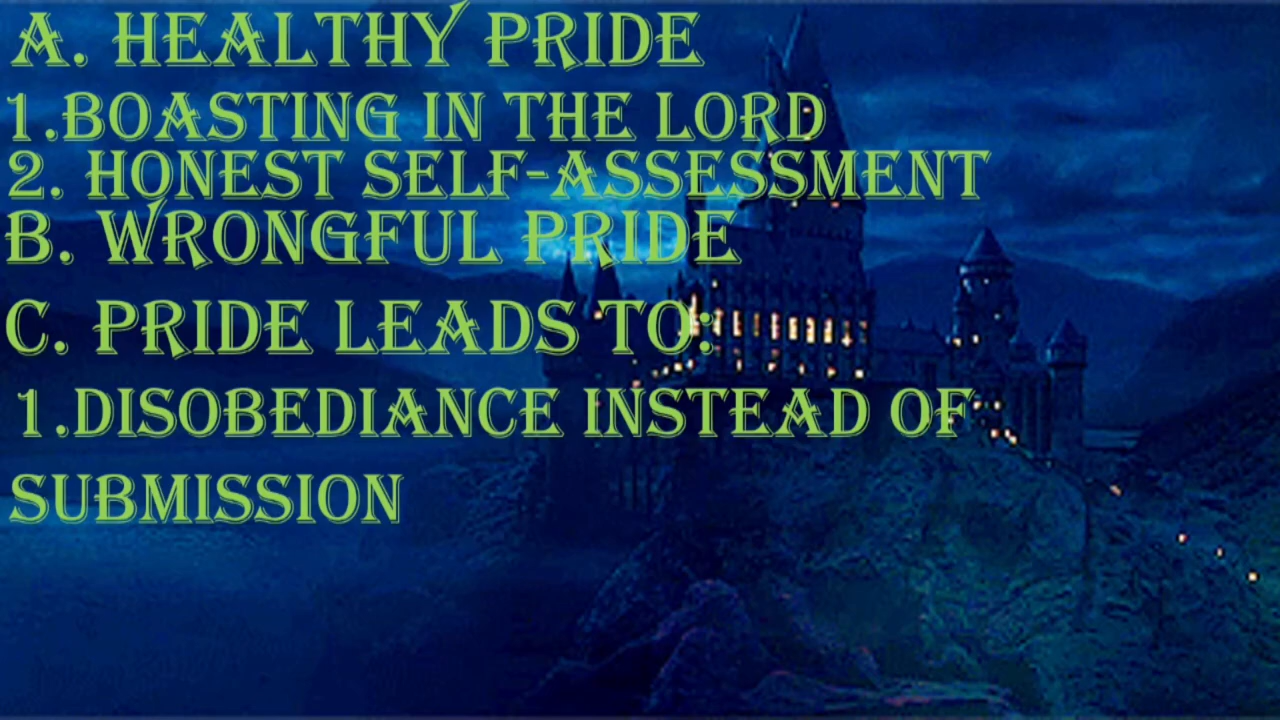 A. HEALTHY PRIDE
1.BOASTING IN THE LORD
2. HONEST SELF-ASSESSMENT
B. WRONGFUL PRIDE
C. PRIDE LEADS TO:
1.DISOBEDIANCE INSTEAD OF
SUBMISSION